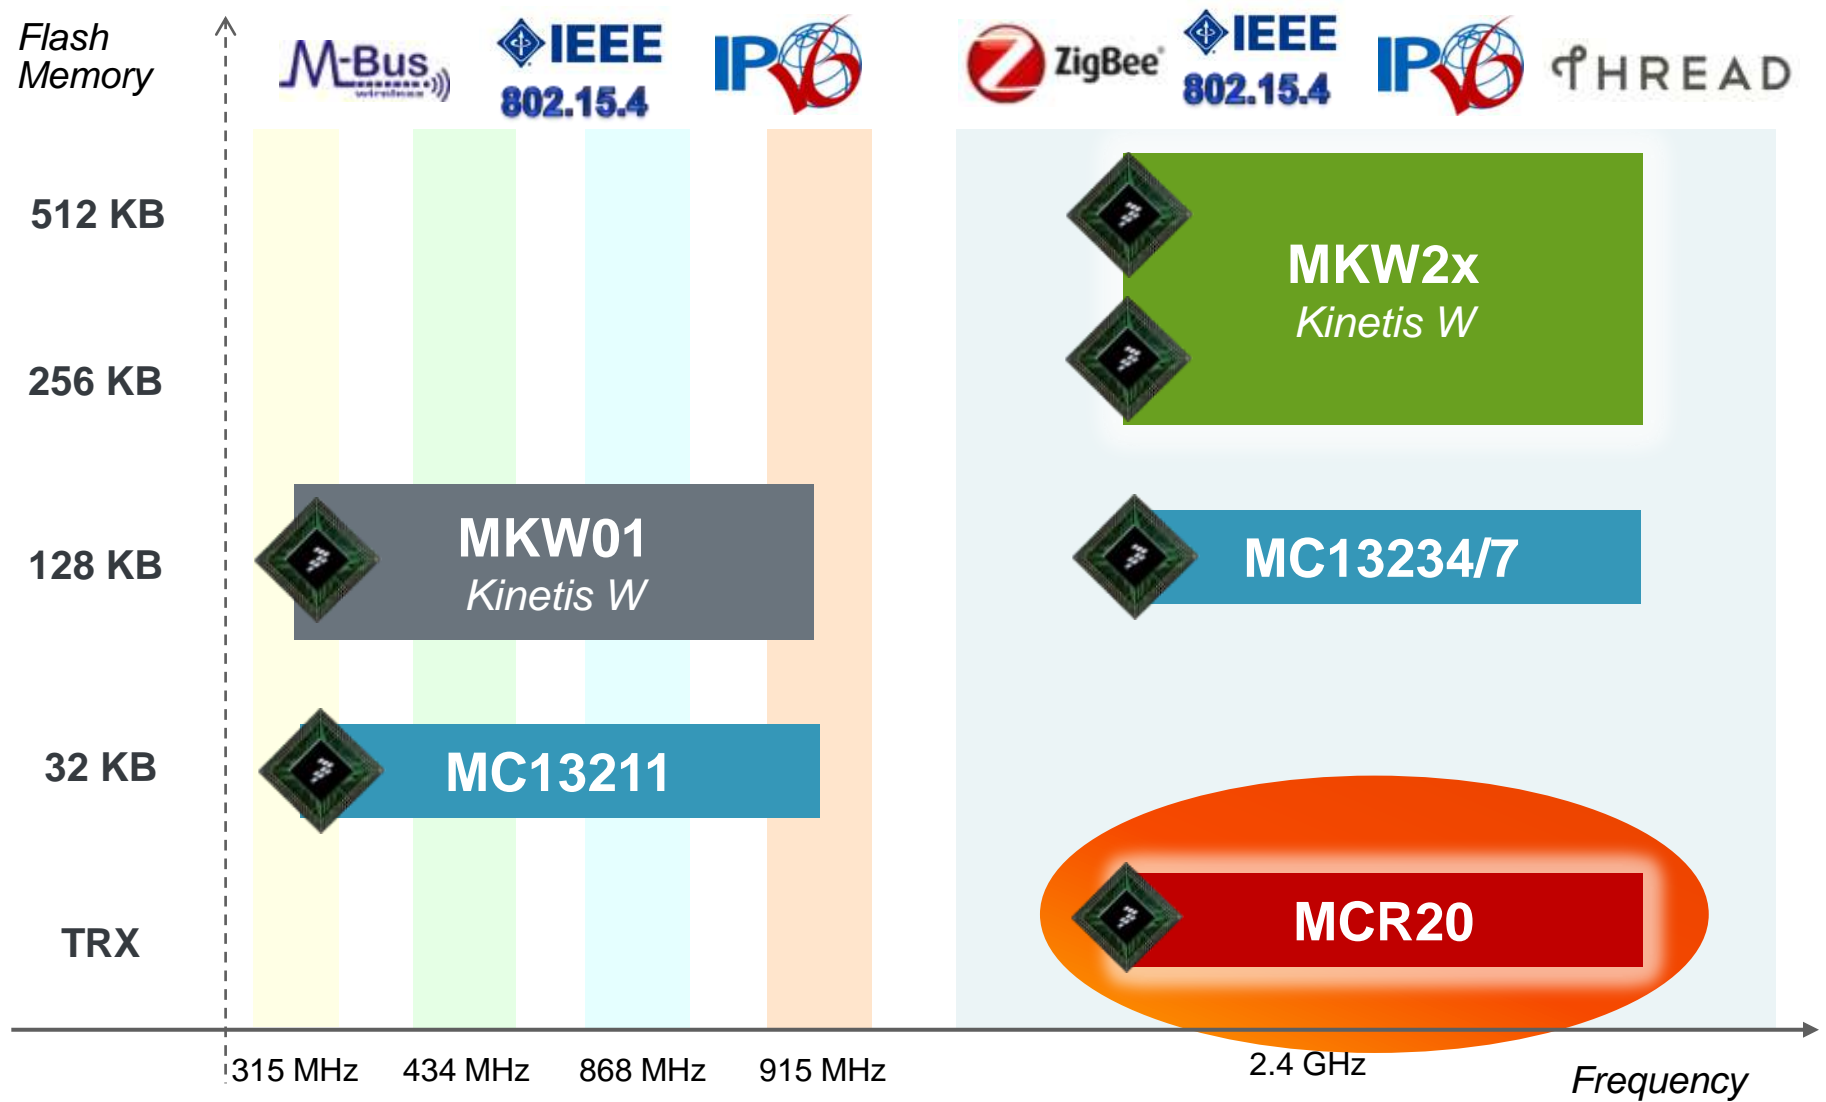 Flash
Memory
M-Bus
wireless
IEEE
802.15.4
IPV6
ZigBee®
IEEE
802.15.4
IPV6
THREAD
512 KB
256 KB
128 KB
32 KB
TRX
MKW2x
Kinetis W
MKW01
Kinetis W
MC13234/7
MC13211
MCR20
315 MHz
434 MHz
868 MHz
915 MHz
2.4 GHz
Frequency